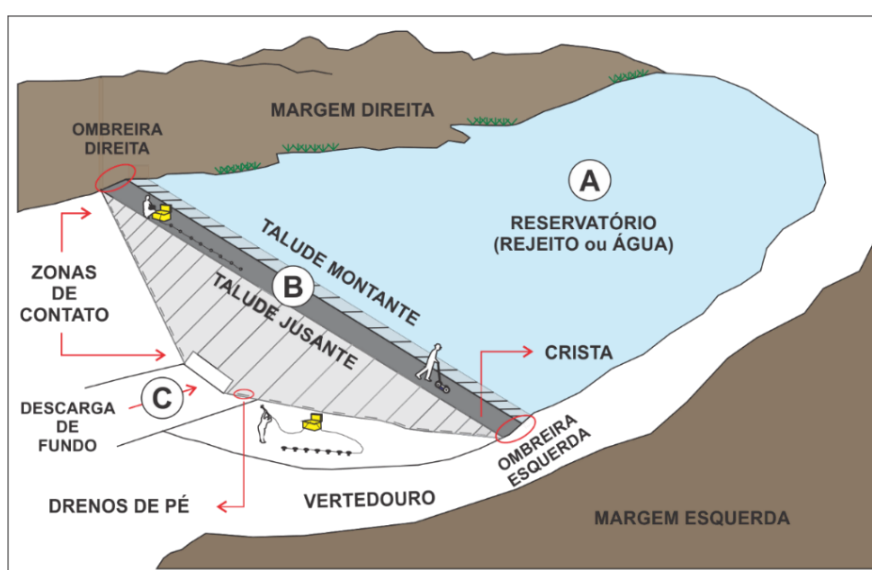 MARGEM DIREITA
OMBREIRA
DIREITA
A
RESERVATÓRIO
(REJEITO ou ÁGUA)
TALUDE MONTANTE
ZONAS
DE
CONTATO
B
TALUDE JUSANTE
CRISTA
C
DESCARGA
DE
FUNDO
OMBREIRA
ESQUERDA
DRENOS DE PÉ
VERTEDOURO
MARGEM ESQUERDA